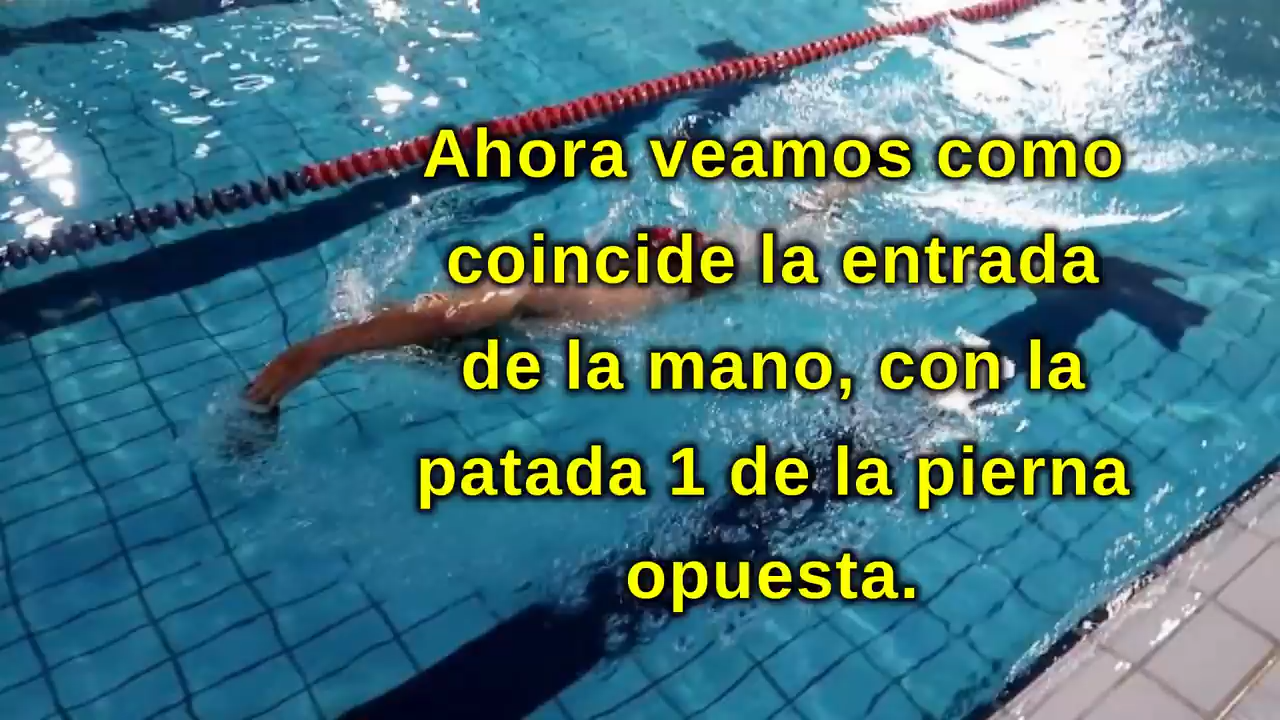 Ahora veamos como
coincide la entrada
de la mano, con la
patada 1 de la pierna
opuesta.